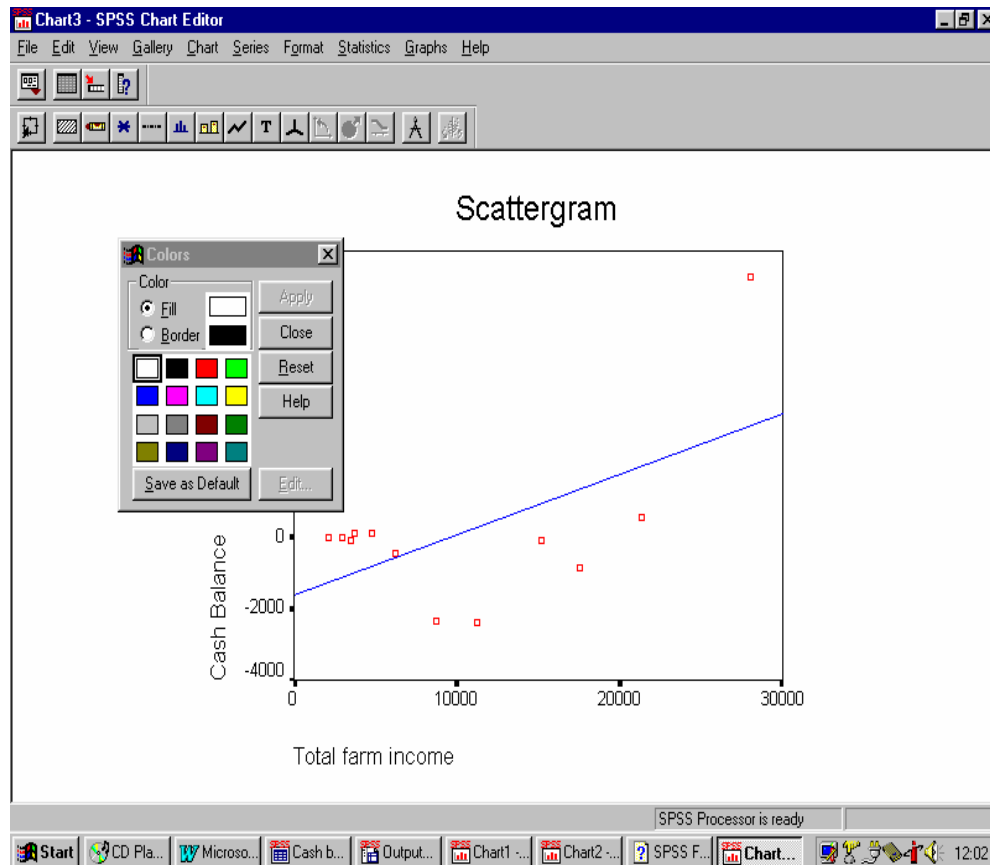 Chart3 - SPSS Chart Editor
File Edit View Gallery Chart Series Format Statistics Graphs Help
Scattergram
Colors
Color
Fill
Border
Apply
Close
Reset
Help
Save as Default
Edit...
Cash Balance
0
-2000
-4000
0 10000 20000 30000
Total farm income
SPSS Processor is ready
Start CD Pla... Microso... Cash b... Output... Chart1 -... Chart2 -... SPSS F... Chart... 12:02